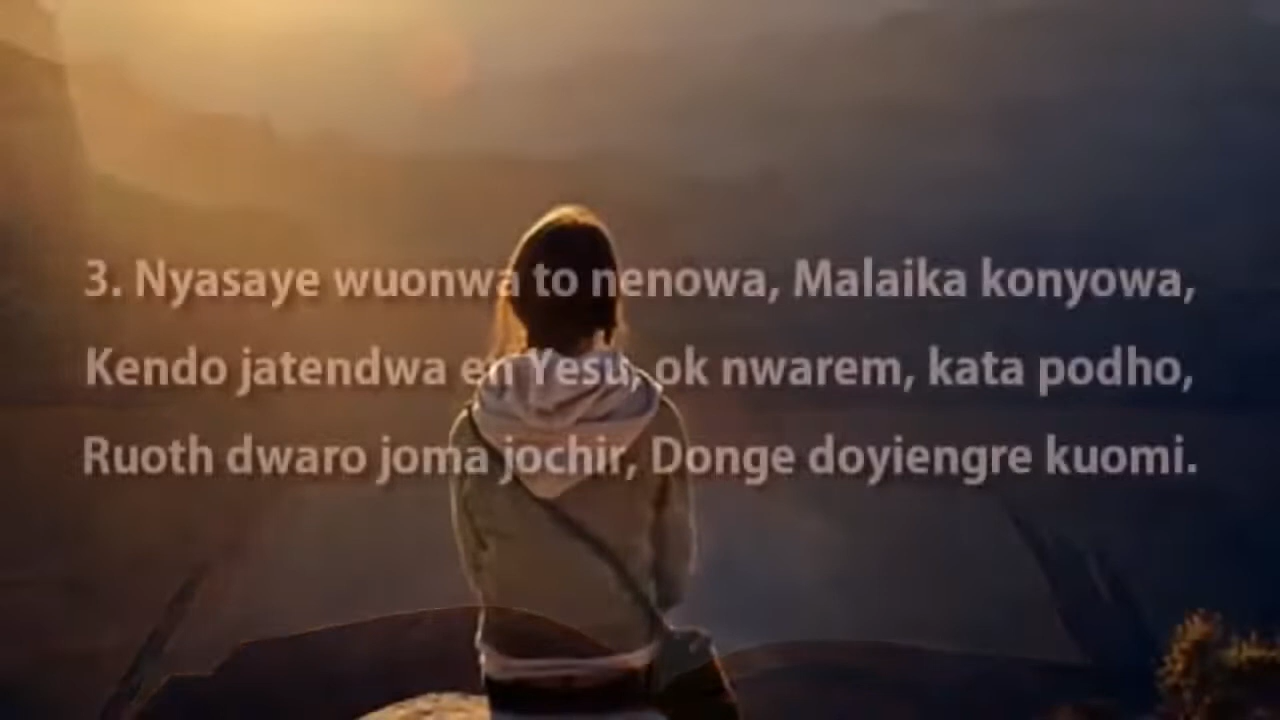 3. Nyasaye wuonwa to nenowa, Malaika konyowa,
Kendo jatendwa en Yesu, ok nwarem, kata podho,
Ruoth dwaro joma jochir, Donge doyiengre kuomi.